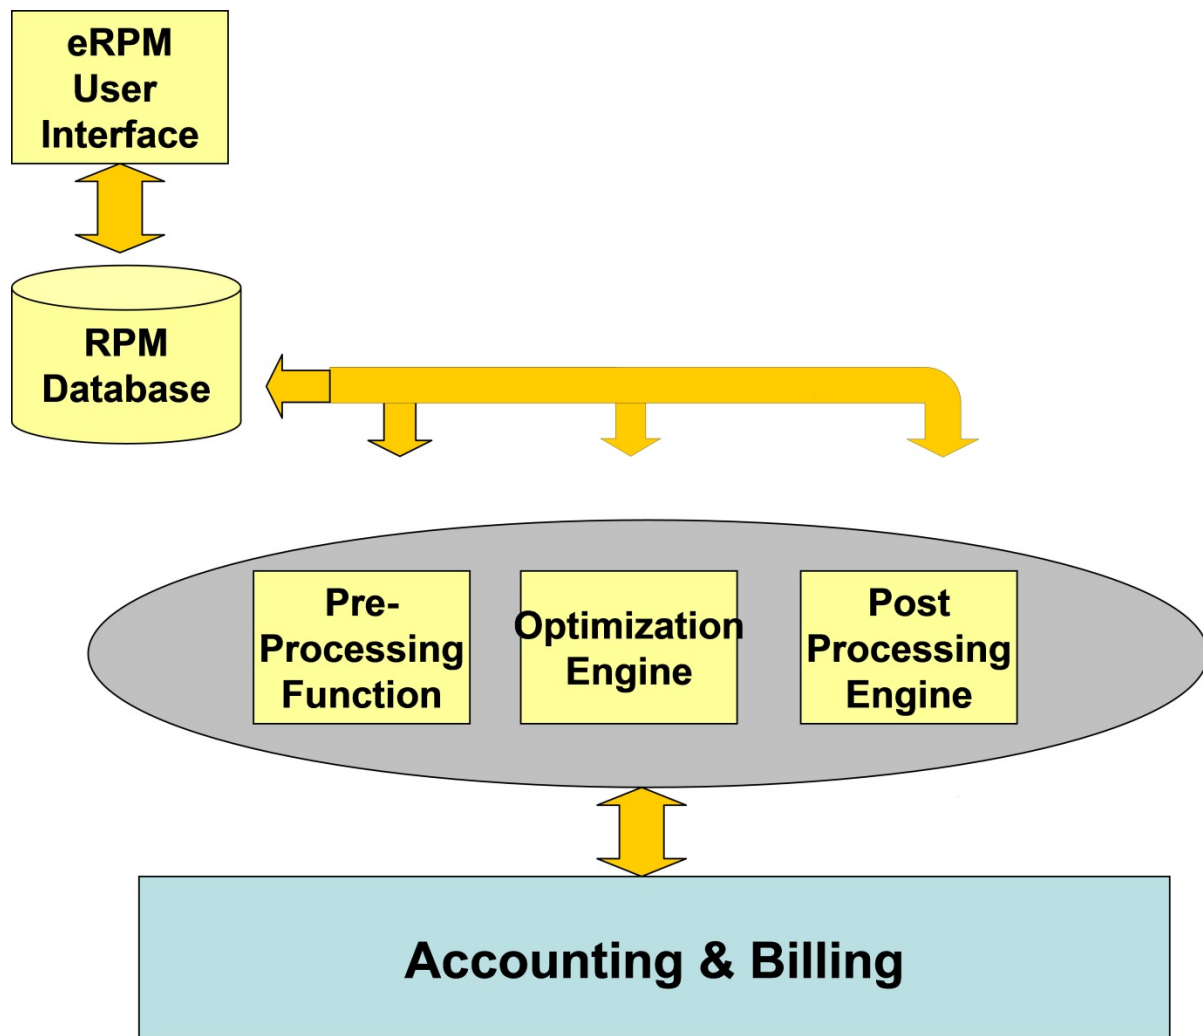 eRPM
User
Interface
RPM
Database
Pre-
Processing
Function
Optimization
Engine
Post
Processing
Engine
Accounting & Billing